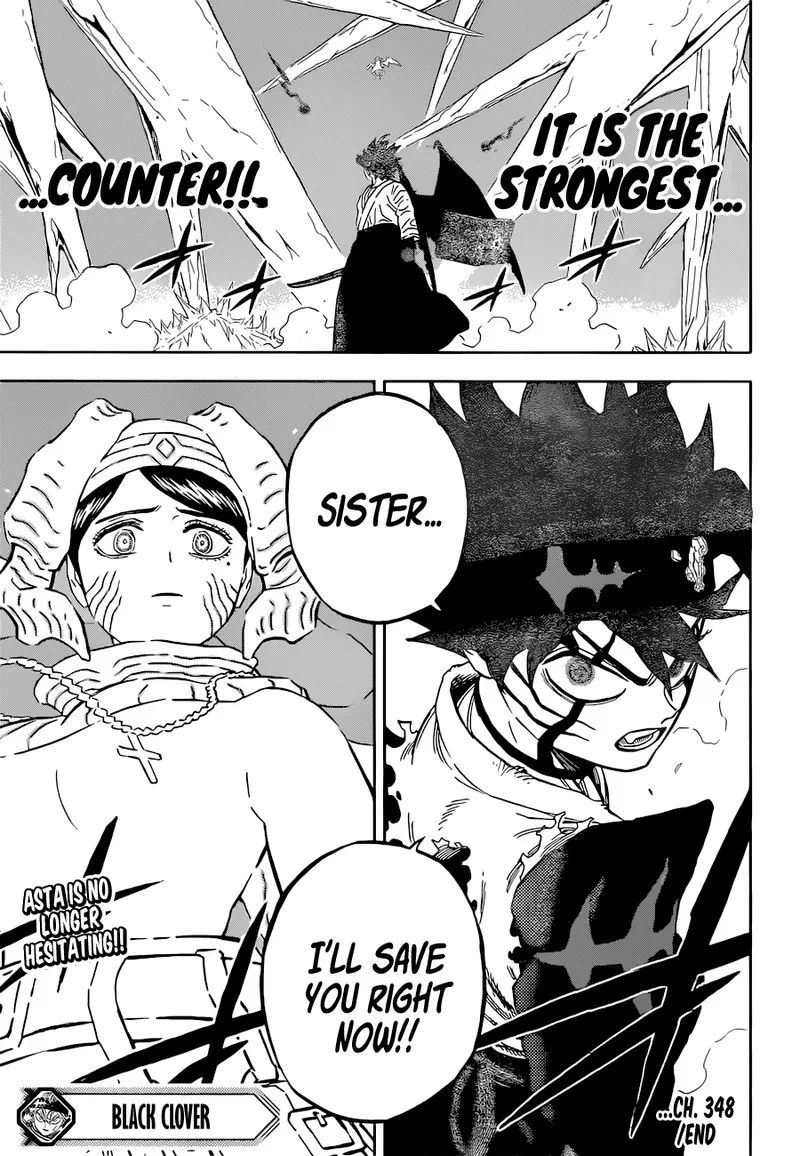 IT IS THE
STRONGEST...
...COUNTER!!
SISTER...
I'LL SAVE
YOU RIGHT
NOW!!
ASTA IS NO
LONGER
HESITATING!!
...CH. 348
/END
BLACK CLOVER